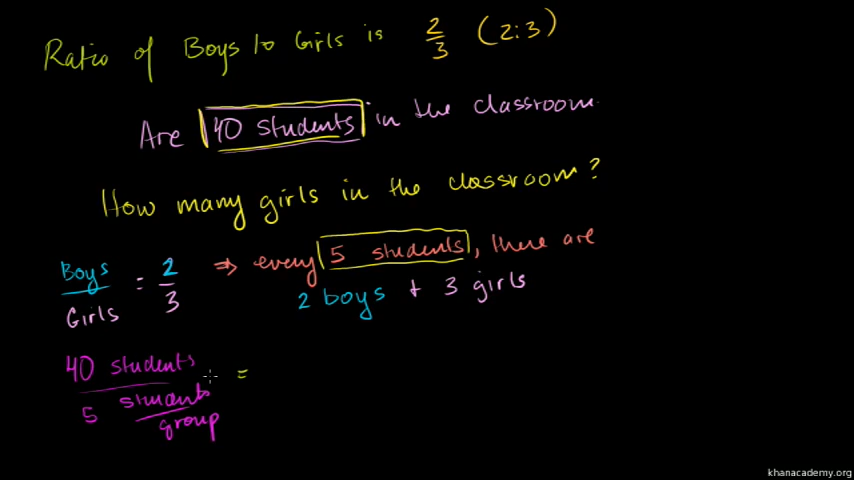 Ratio of Boys to Girls is 2/3 (2:3)
Are 40 students in the classroom.
How many girls in the classroom?
Boys/Girls = 2/3 ⇒ every 5 students, there are
2 boys + 3 girls
40 students / 5 students/group =
khanacademy.org